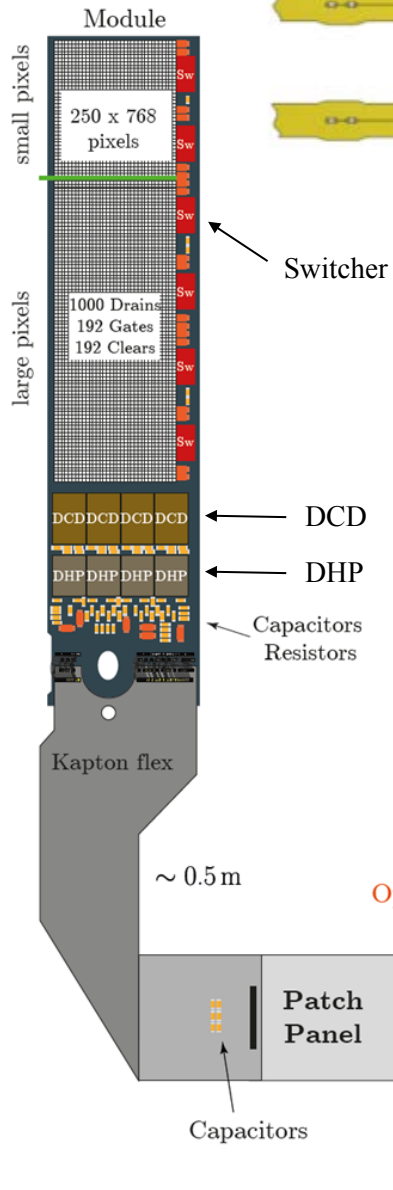 Module
small pixels
Sw
250 x 768
pixels
Sw
Sw
Switcher
large pixels
Sw
1000 Drains
192 Gates
192 Clears
Sw
Sw
DCD DCD DCD DCD
DCD
DHP DHP DHP DHP
DHP
Capacitors
Resistors
Kapton flex
~ 0.5 m
O
Patch
Panel
Capacitors